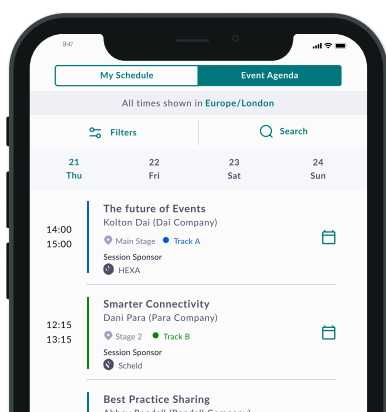 9:41
My Schedule Event Agenda
All times shown in Europe/London
Filters Search
21 22 23 24
Thu Fri Sat Sun
The future of Events
Kolton Dai (Dai Company)
14:00
15:00
Main Stage Track A
Session Sponsor
HEXA
Smarter Connectivity
Dani Para (Para Company)
12:15
13:15
Stage 2 Track B
Session Sponsor
Scheld
Best Practice Sharing